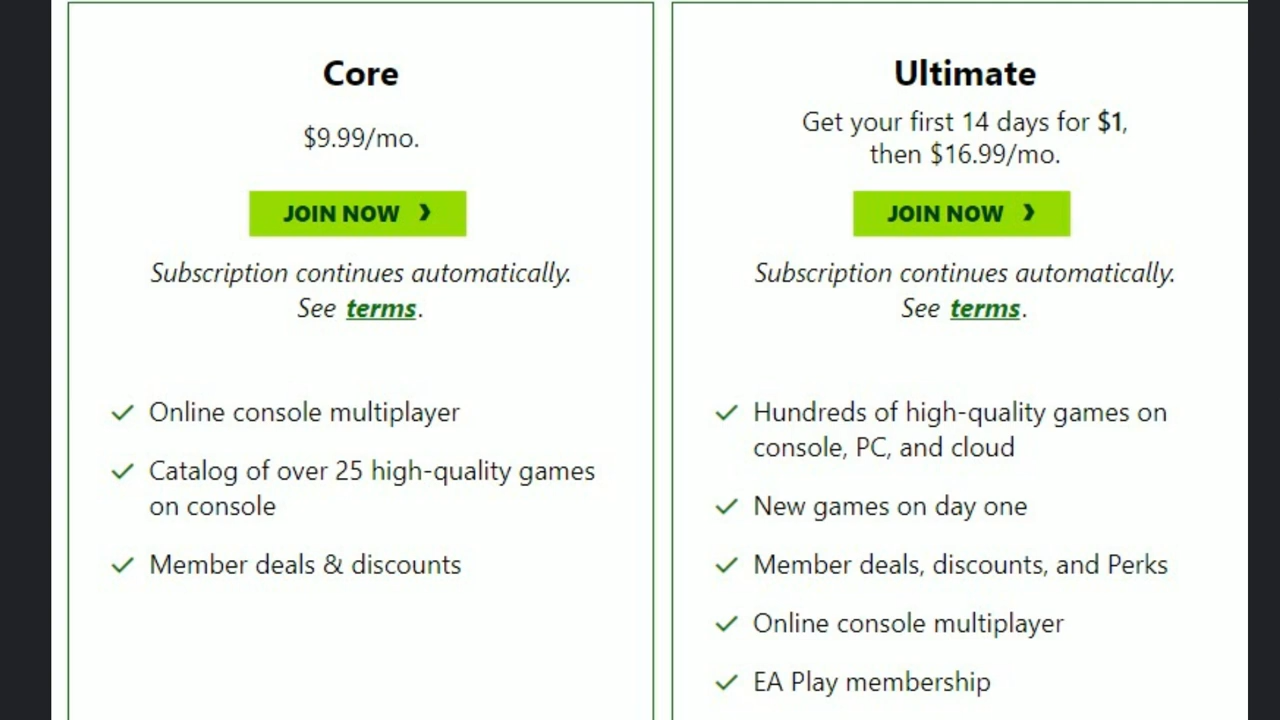 Core
$9.99/mo.
JOIN NOW
Subscription continues automatically.
See terms.
Online console multiplayer
Catalog of over 25 high-quality games
on console
Member deals & discounts
Ultimate
Get your first 14 days for $1,
then $16.99/mo.
JOIN NOW
Subscription continues automatically.
See terms.
Hundreds of high-quality games on
console, PC, and cloud
New games on day one
Member deals, discounts, and Perks
Online console multiplayer
EA Play membership